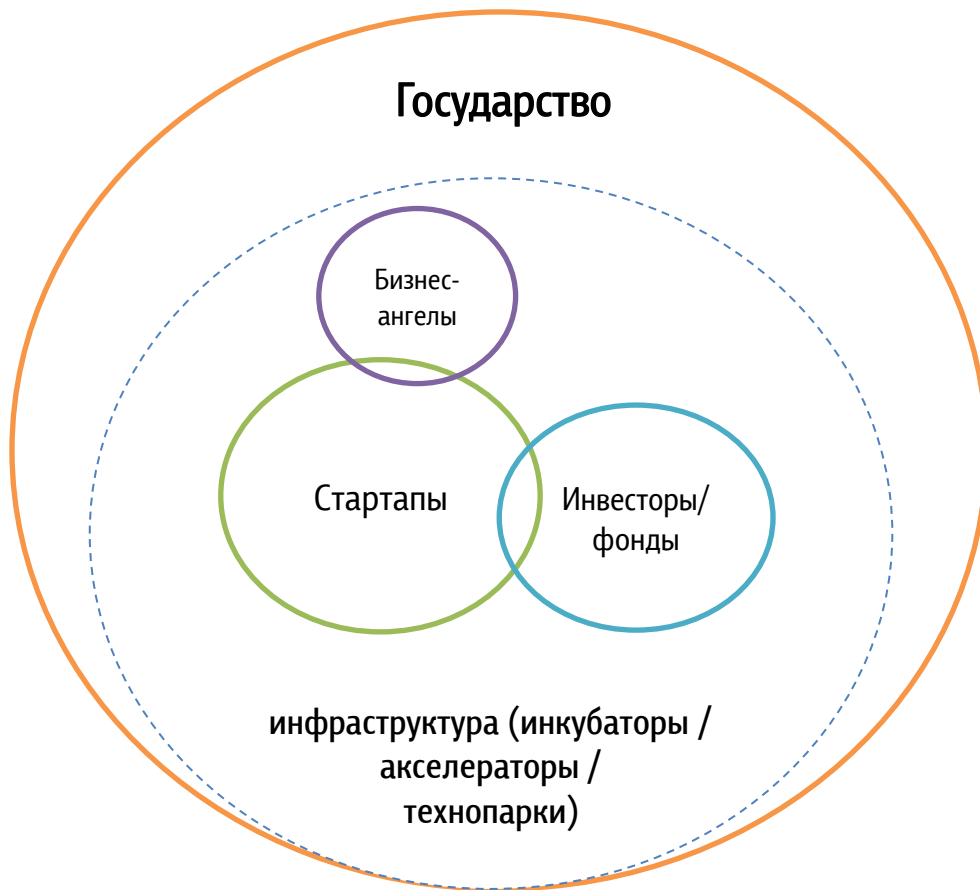 Государство
Бизнес-
ангелы
Стартапы
Инвесторы/
фонды
инфраструктура (инкубаторы /
акселераторы /
технопарки)